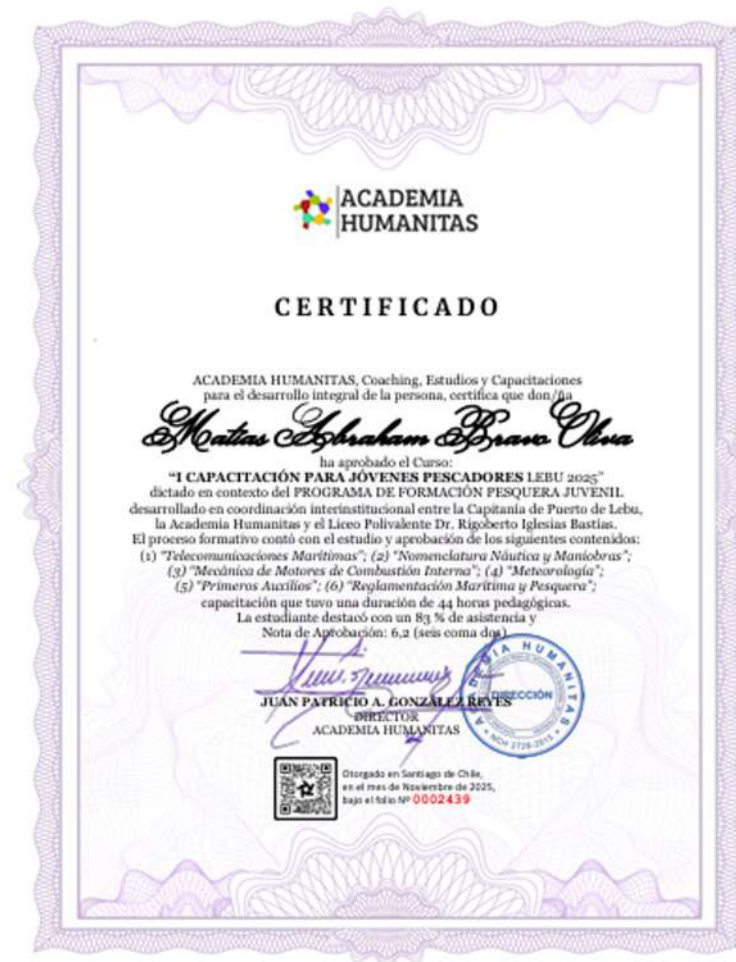 ACADEMIA
HUMANITAS
CERTIFICADO
ACADEMIA HUMANITAS, Coaching, Estudios y Capacitaciones
para el desarrollo integral de la persona, certifica que don/ña
Matias Abraham Bravo Oliva
ha aprobado el Curso:
“I CAPACITACIÓN PARA JÓVENES PESCADORES LEBU 2025”
dictado en contexto del PROGRAMA DE FORMACIÓN PESQUERA JUVENIL
desarrollado en coordinación interinstitucional entre la Capitanía de Puerto de Lebu,
la Academia Humanitas y el Liceo Polivalente Dr. Rigoberto Iglesias Bastías.
El proceso formativo contó con el estudio y aprobación de los siguientes contenidos:
(1) "Telecomunicaciones Marítimas"; (2) "Nomenclatura Náutica y Maniobras";
(3) "Mecánica de Motores de Combustión Interna"; (4) "Meteorología";
(5) "Primeros Auxilios"; (6) "Reglamentación Marítima y Pesquera";
capacitación que tuvo una duración de 44 horas pedagógicas.
La estudiante destacó con un 83 % de asistencia y
Nota de Aprobación: 6,2 (seis coma dos)
JUAN PATRICIO A. GONZÁLEZ REYES
DIRECTOR
ACADEMIA HUMANITAS
ACADEMIA HUMANITAS
DIRECCIÓN
NCH 2728-2015
Otorgado en Santiago de Chile,
en el mes de Noviembre de 2025,
bajo el folio Nº 0002439